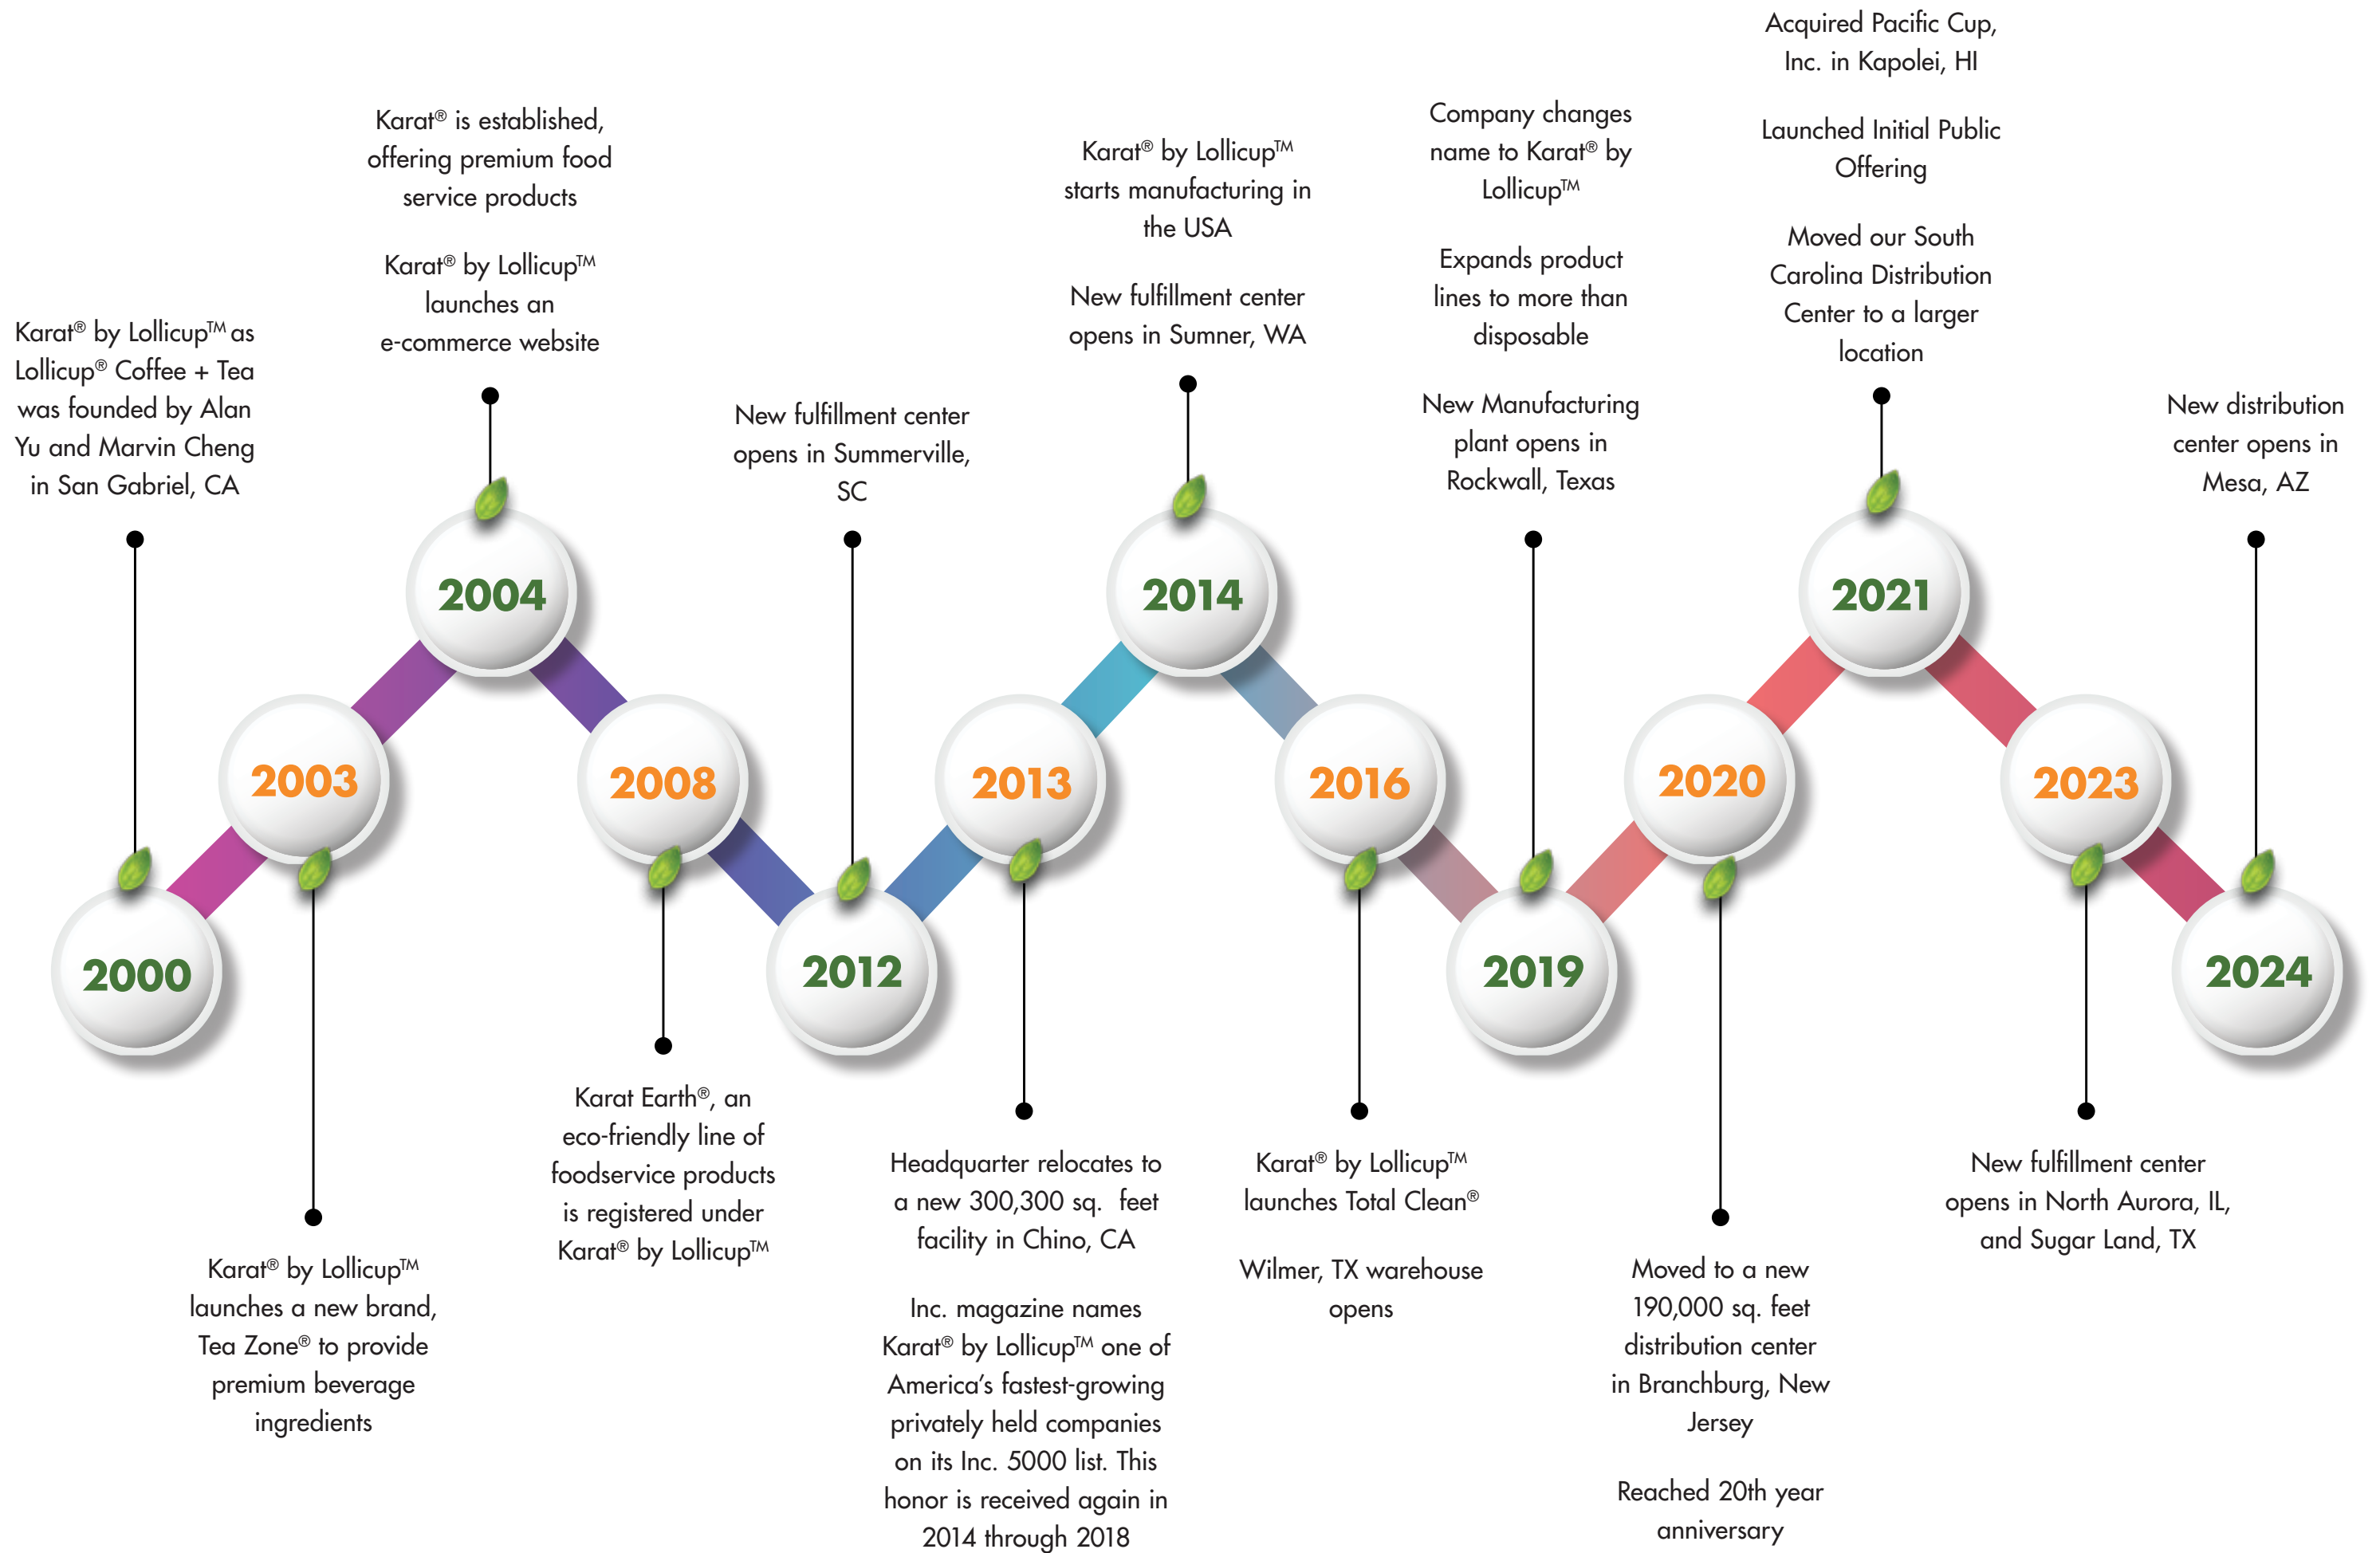 Karat® by Lollicup™ as
Lollicup® Coffee + Tea
was founded by Alan
Yu and Marvin Cheng
in San Gabriel, CA
2000
2003
Karat® by Lollicup™
launches a new brand,
Tea Zone® to provide
premium beverage
ingredients
Karat® is established,
offering premium food
service products
Karat® by Lollicup™
launches an
e-commerce website
2004
2008
Karat Earth®, an
eco-friendly line of
foodservice products
is registered under
Karat® by Lollicup™
New fulfillment center
opens in Summerville,
SC
2012
2013
Headquarter relocates to
a new 300,300 sq. feet
facility in Chino, CA
Inc. magazine names
Karat® by Lollicup™ one of
America’s fastest-growing
privately held companies
on its Inc. 5000 list. This
honor is received again in
2014 through 2018
Karat® by Lollicup™
starts manufacturing in
the USA
New fulfillment center
opens in Sumner, WA
2014
2016
Karat® by Lollicup™
launches Total Clean®
Wilmer, TX warehouse
opens
Company changes
name to Karat® by
Lollicup™
Expands product
lines to more than
disposable
New Manufacturing
plant opens in
Rockwall, Texas
2019
2020
Moved to a new
190,000 sq. feet
distribution center
in Branchburg, New
Jersey
Reached 20th year
anniversary
Acquired Pacific Cup,
Inc. in Kapolei, HI
Launched Initial Public
Offering
Moved our South
Carolina Distribution
Center to a larger
location
2021
2023
New fulfillment center
opens in North Aurora, IL,
and Sugar Land, TX
New distribution
center opens in
Mesa, AZ
2024